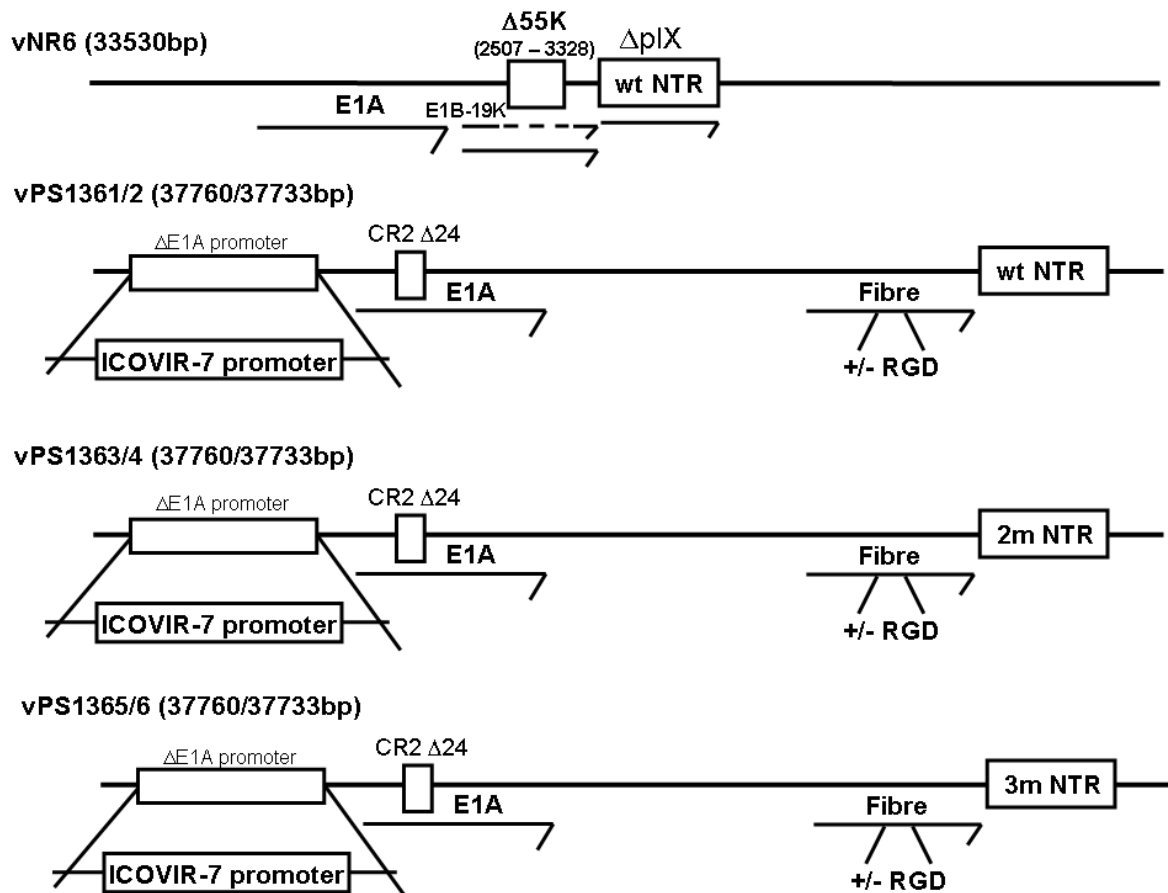 vNR6 (33530bp)
Δ55K
(2507 – 3328)
ΔpIX
wt NTR
E1A
E1B-19K
vPS1361/2 (37760/37733bp)
ΔE1A promoter
CR2 Δ24
wt NTR
E1A
Fibre
ICOVIR-7 promoter
+/- RGD
vPS1363/4 (37760/37733bp)
ΔE1A promoter
CR2 Δ24
2m NTR
E1A
Fibre
ICOVIR-7 promoter
+/- RGD
vPS1365/6 (37760/37733bp)
ΔE1A promoter
CR2 Δ24
3m NTR
E1A
Fibre
ICOVIR-7 promoter
+/- RGD